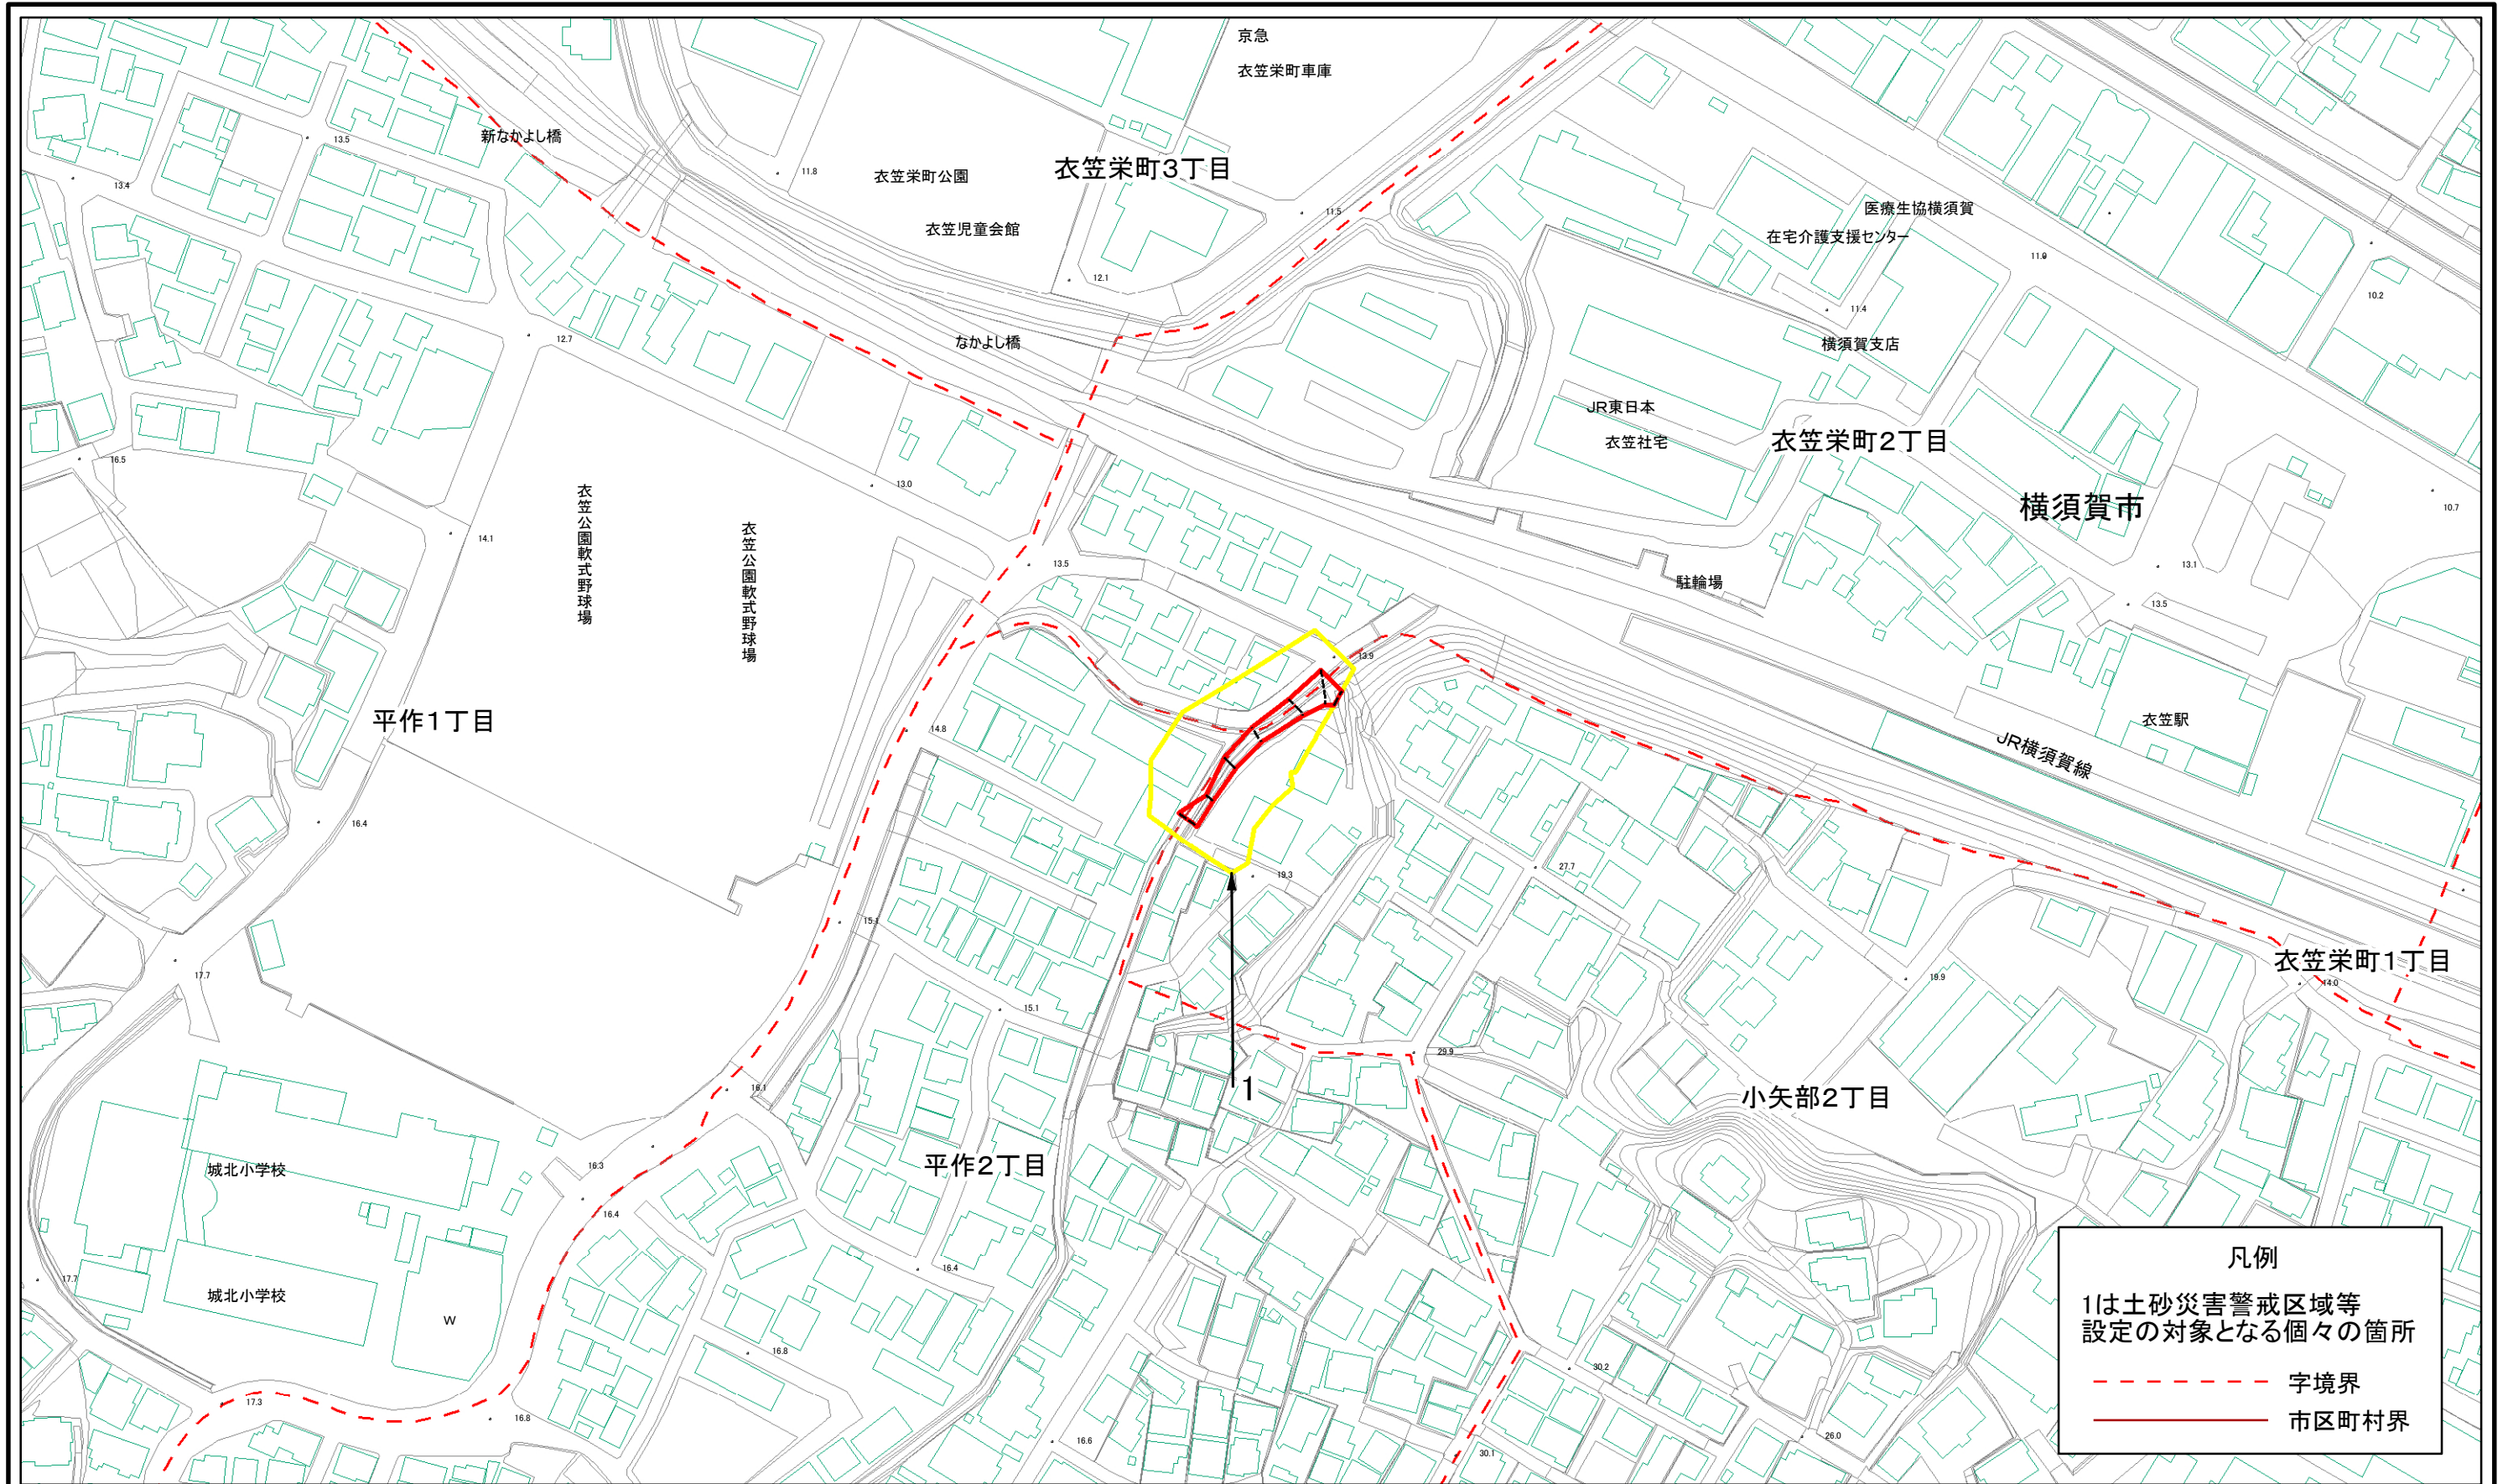 京急
衣笠栄町車庫
新なかよし橋
13.5
13.4
11.8
衣笠栄町公園
衣笠栄町3丁目
衣笠児童会館
11.5
医療生協横須賀
在宅介護支援センター
12.1
11.9
10.2
11.4
12.7
なかよし橋
横須賀支店
JR東日本
衣笠社宅
衣笠栄町2丁目
16.5
13.0
横須賀市
10.7
14.1
衣笠公園軟式野球場
衣笠公園軟式野球場
13.5
駐輪場
13.1
13.5
13.9
平作1丁目
14.8
衣笠駅
JR横須賀線
16.4
27.7
19.3
15.1
衣笠栄町1丁目
17.7
19.9
14.0
15.1
29.9
16.1
1
小矢部2丁目
平作2丁目
16.3
城北小学校
16.4
16.4
17.7
城北小学校
W
16.8
30.2
17.3
16.8
16.6
30.1
26.0
凡例
1は土砂災害警戒区域等
設定の対象となる個々の箇所
字境界
市区町村界